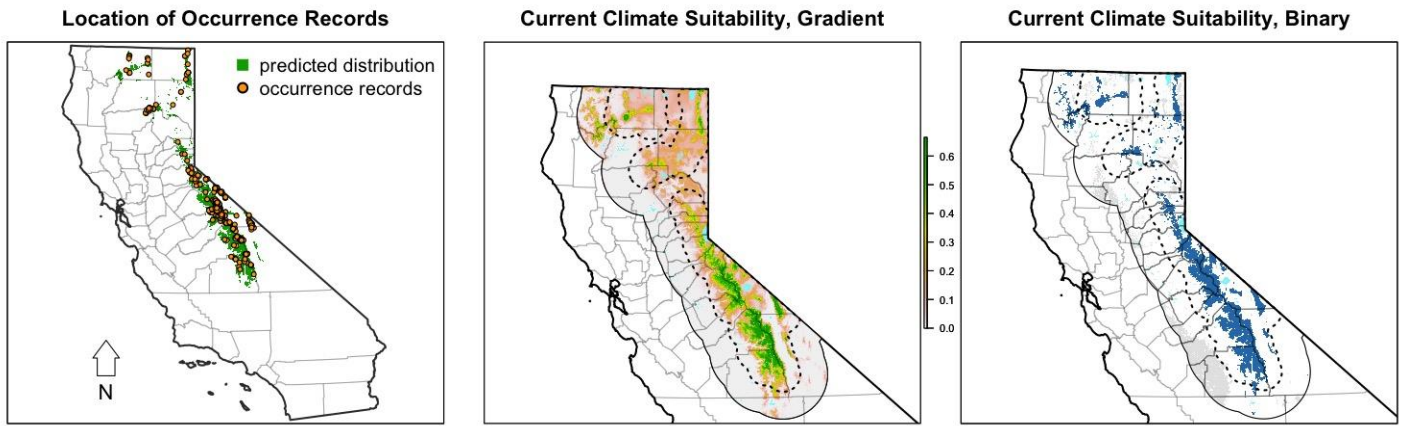 Location of Occurrence Records
predicted distribution
occurrence records
N
Current Climate Suitability, Gradient
0.6
0.5
0.4
0.3
0.2
0.1
0.0
Current Climate Suitability, Binary